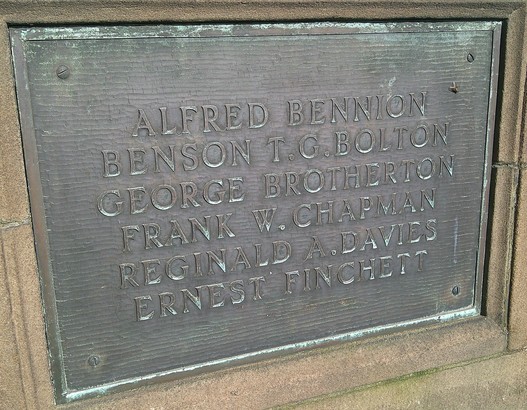 ALFRED BENNION
BENSON T. G. BOLTON
GEORGE BROTHERTON
FRANK W. CHAPMAN
REGINALD A. DAVIES
ERNEST FINCHETT